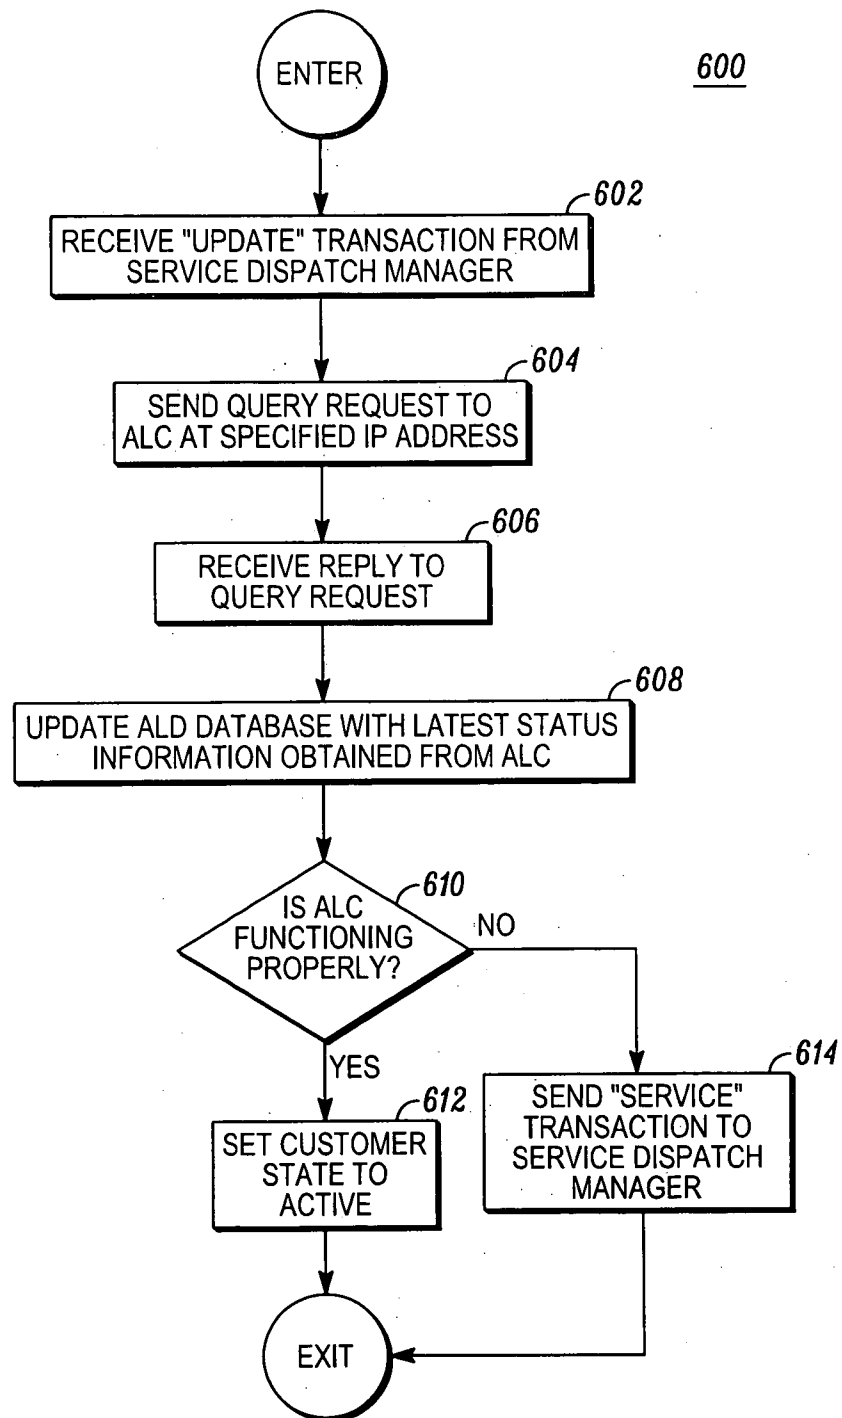 ENTER
600
602
RECEIVE "UPDATE" TRANSACTION FROM
SERVICE DISPATCH MANAGER
604
SEND QUERY REQUEST TO
ALC AT SPECIFIED IP ADDRESS
606
RECEIVE REPLY TO
QUERY REQUEST
608
UPDATE ALD DATABASE WITH LATEST STATUS
INFORMATION OBTAINED FROM ALC
610
IS ALC
FUNCTIONING
PROPERLY?
NO
YES
612
SET CUSTOMER
STATE TO
ACTIVE
614
SEND "SERVICE"
TRANSACTION TO
SERVICE DISPATCH
MANAGER
EXIT